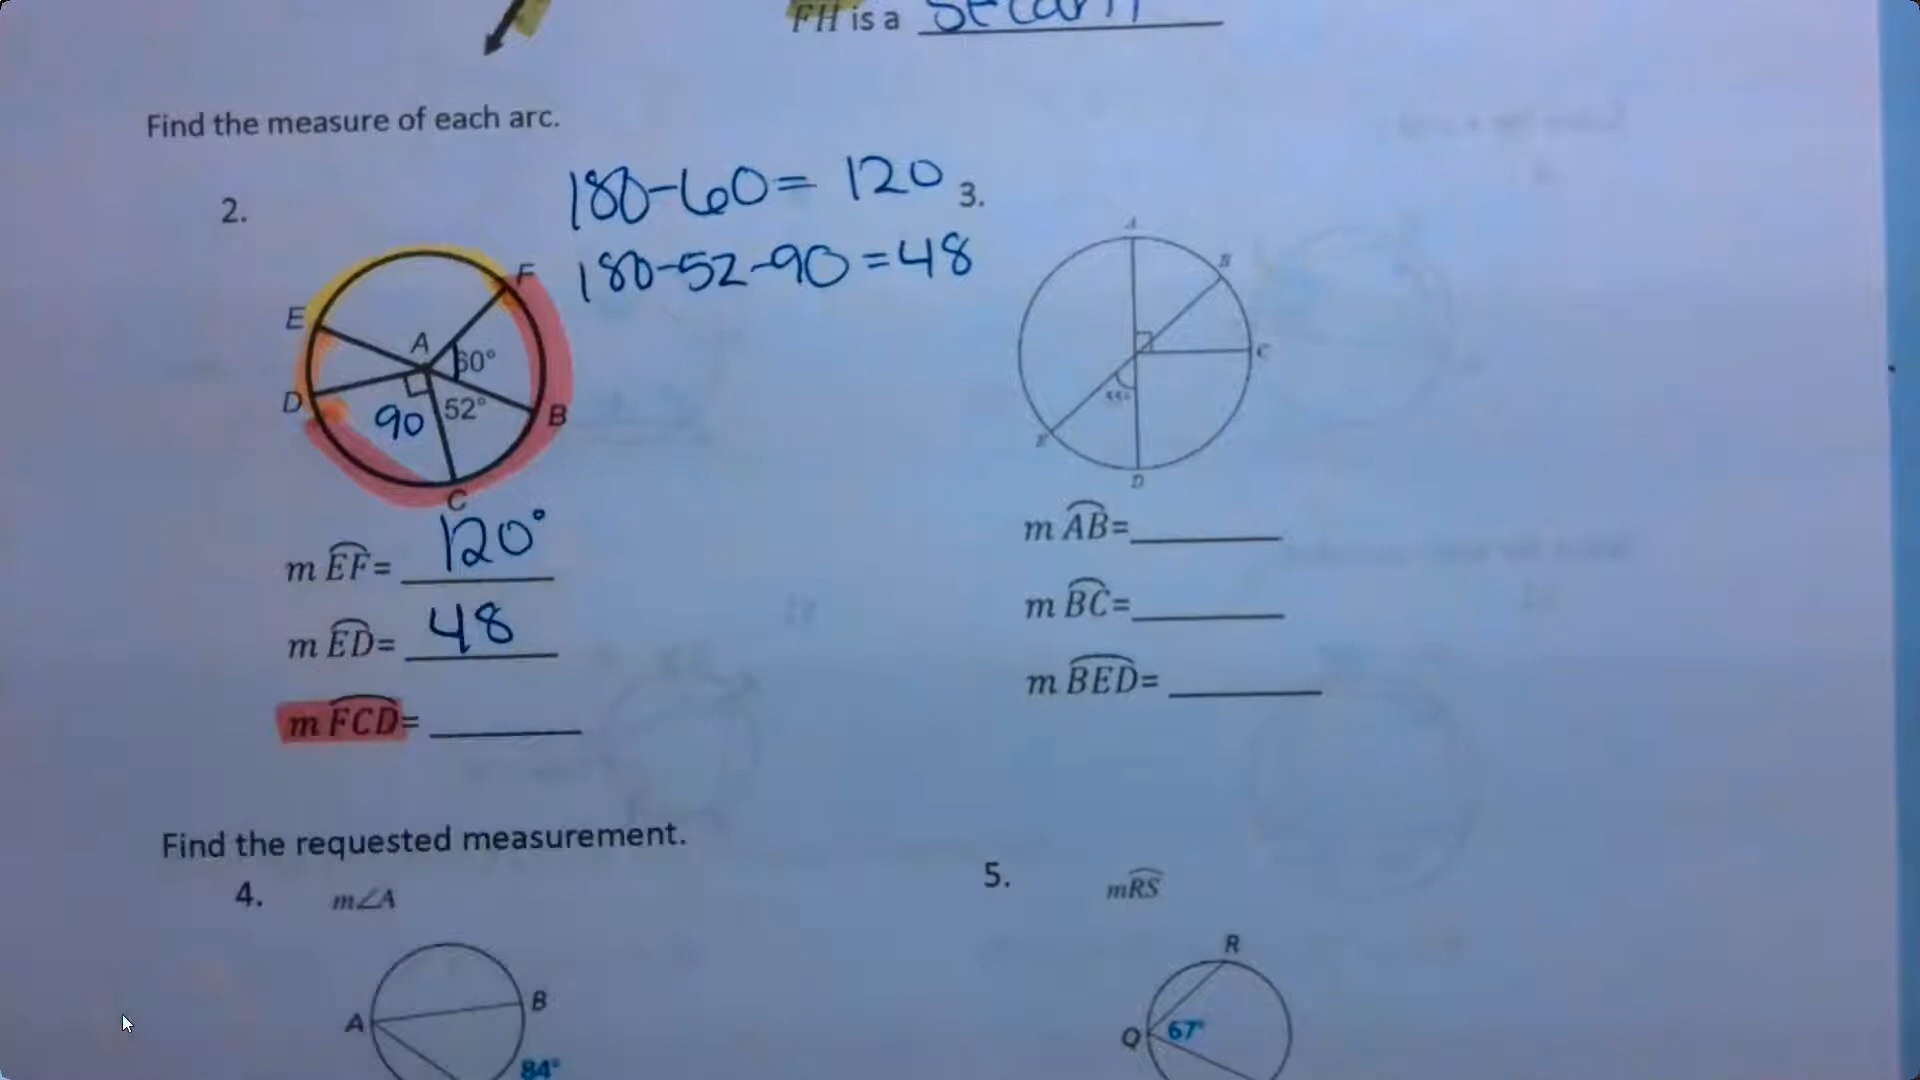 FH is a secant
Find the measure of each arc.
180-60= 120
180-52-90=48
2.
3.
E
F
A
60°
D
90
52°
B
C
A
B
C
E
D
m EF= 120°
m ED= 48
m FCD=
m AB=
m BC=
m BED=
Find the requested measurement.
4. m∠A
5. mRS
A
B
84°
R
Q
67°